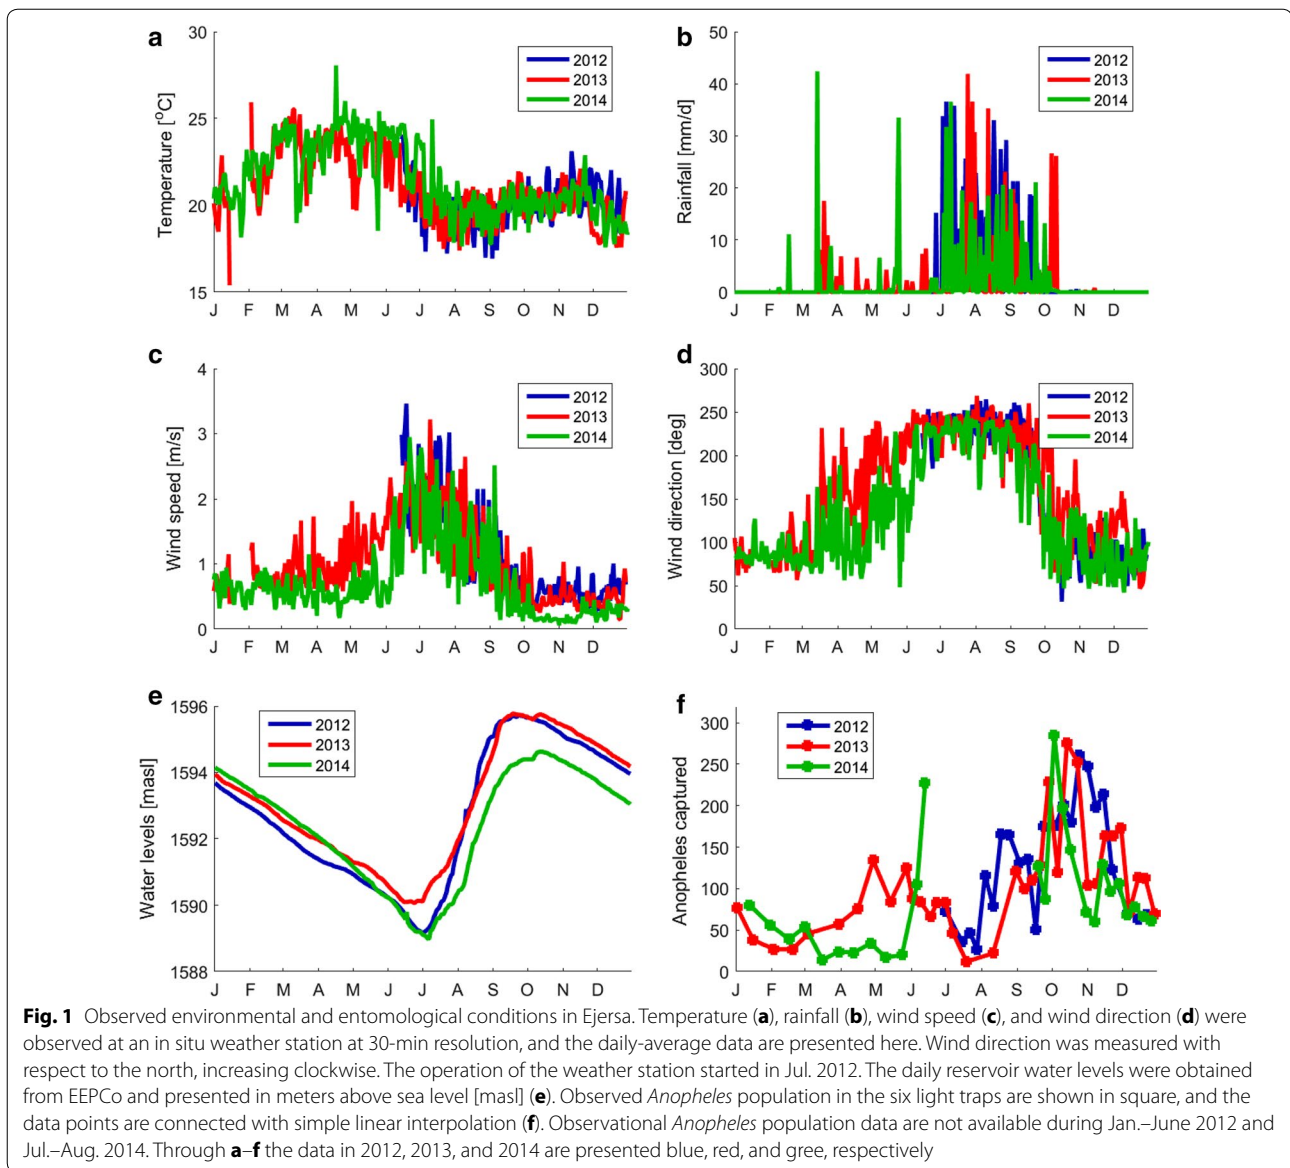 a
30
25
20
15
Temperature [°C]
2012
2013
2014
J F M A M J J A S O N D
b
50
40
30
20
10
0
Rainfall [mm/d]
2012
2013
2014
J F M A M J J A S O N D
c
4
3
2
1
0
Wind speed [m/s]
2012
2013
2014
J F M A M J J A S O N D
d
300
250
200
150
100
50
0
Wind direction [deg]
2012
2013
2014
J F M A M J J A S O N D
e
1596
1594
1592
1590
1588
Water levels [masl]
2012
2013
2014
J F M A M J J A S O N D
f
300
250
200
150
100
50
0
Anopheles captured
2012
2013
2014
J F M A M J J A S O N D
Fig. 1 Observed environmental and entomological conditions in Ejersa. Temperature (a), rainfall (b), wind speed (c), and wind direction (d) were
observed at an in situ weather station at 30-min resolution, and the daily-average data are presented here. Wind direction was measured with
respect to the north, increasing clockwise. The operation of the weather station started in Jul. 2012. The daily reservoir water levels were obtained
from EEPCo and presented in meters above sea level [masl] (e). Observed Anopheles population in the six light traps are shown in square, and the
data points are connected with simple linear interpolation (f). Observational Anopheles population data are not available during Jan.–June 2012 and
Jul.–Aug. 2014. Through a–f the data in 2012, 2013, and 2014 are presented blue, red, and gree, respectively